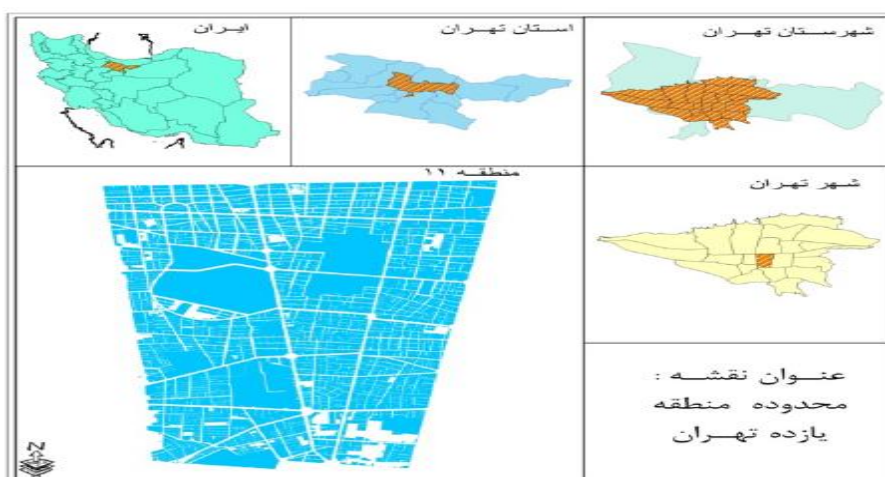 شهرستان تهران
استان تهران
ایران
منطقه ۱۱
شهر تهران
عنوان نقشه :
محدوده منطقه
یازده تهران
N